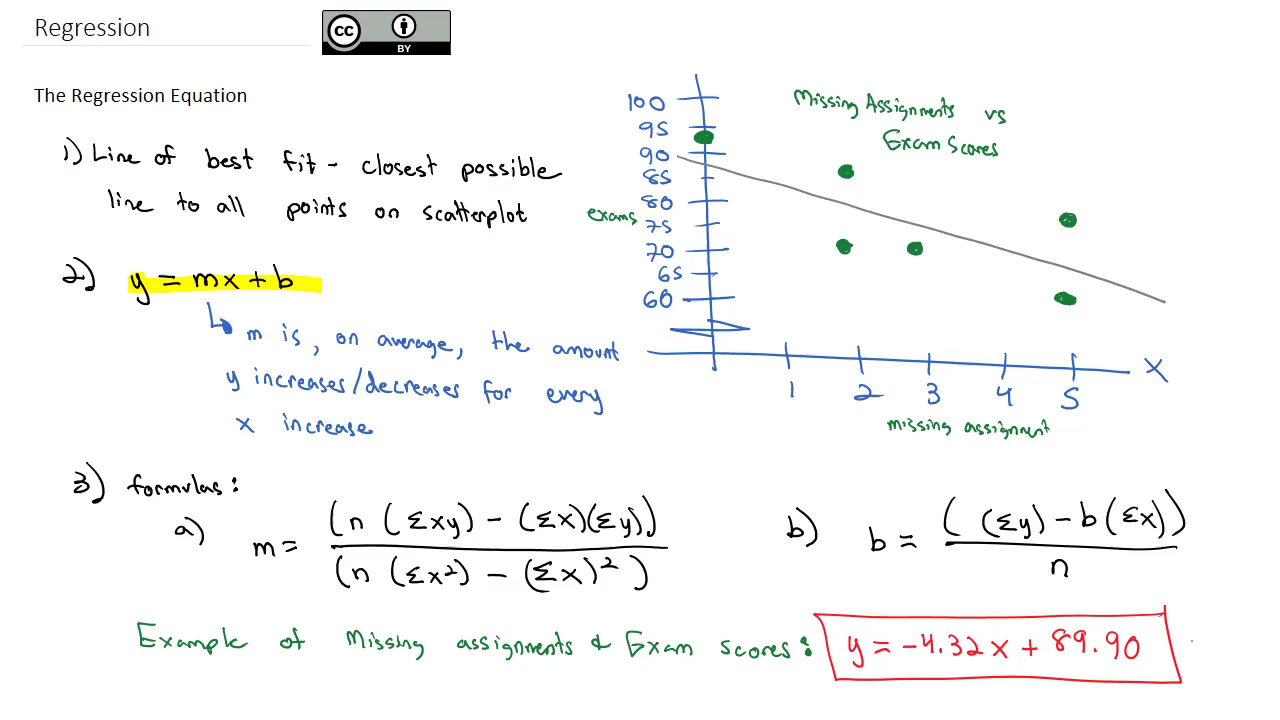 Regression
cc
BY
The Regression Equation
1) Line of best fit - closest possible
line to all points on scatterplot
2) y = mx + b
m is, on average, the amount
y increases/decreases for every
x increase
Missing Assignments vs
Exam Scores
100
95
90
85
80
exams
75
70
65
60
1 2 3 4 5
X
missing assignment
3) formulas:
a) m = (n (Σxy) - (Σx)(Σy)) / (n (Σx²) - (Σx)²)
b) b = ((Σy) - b(Σx)) / n
Example of Missing assignments & Exam scores: y = -4.32x + 89.90